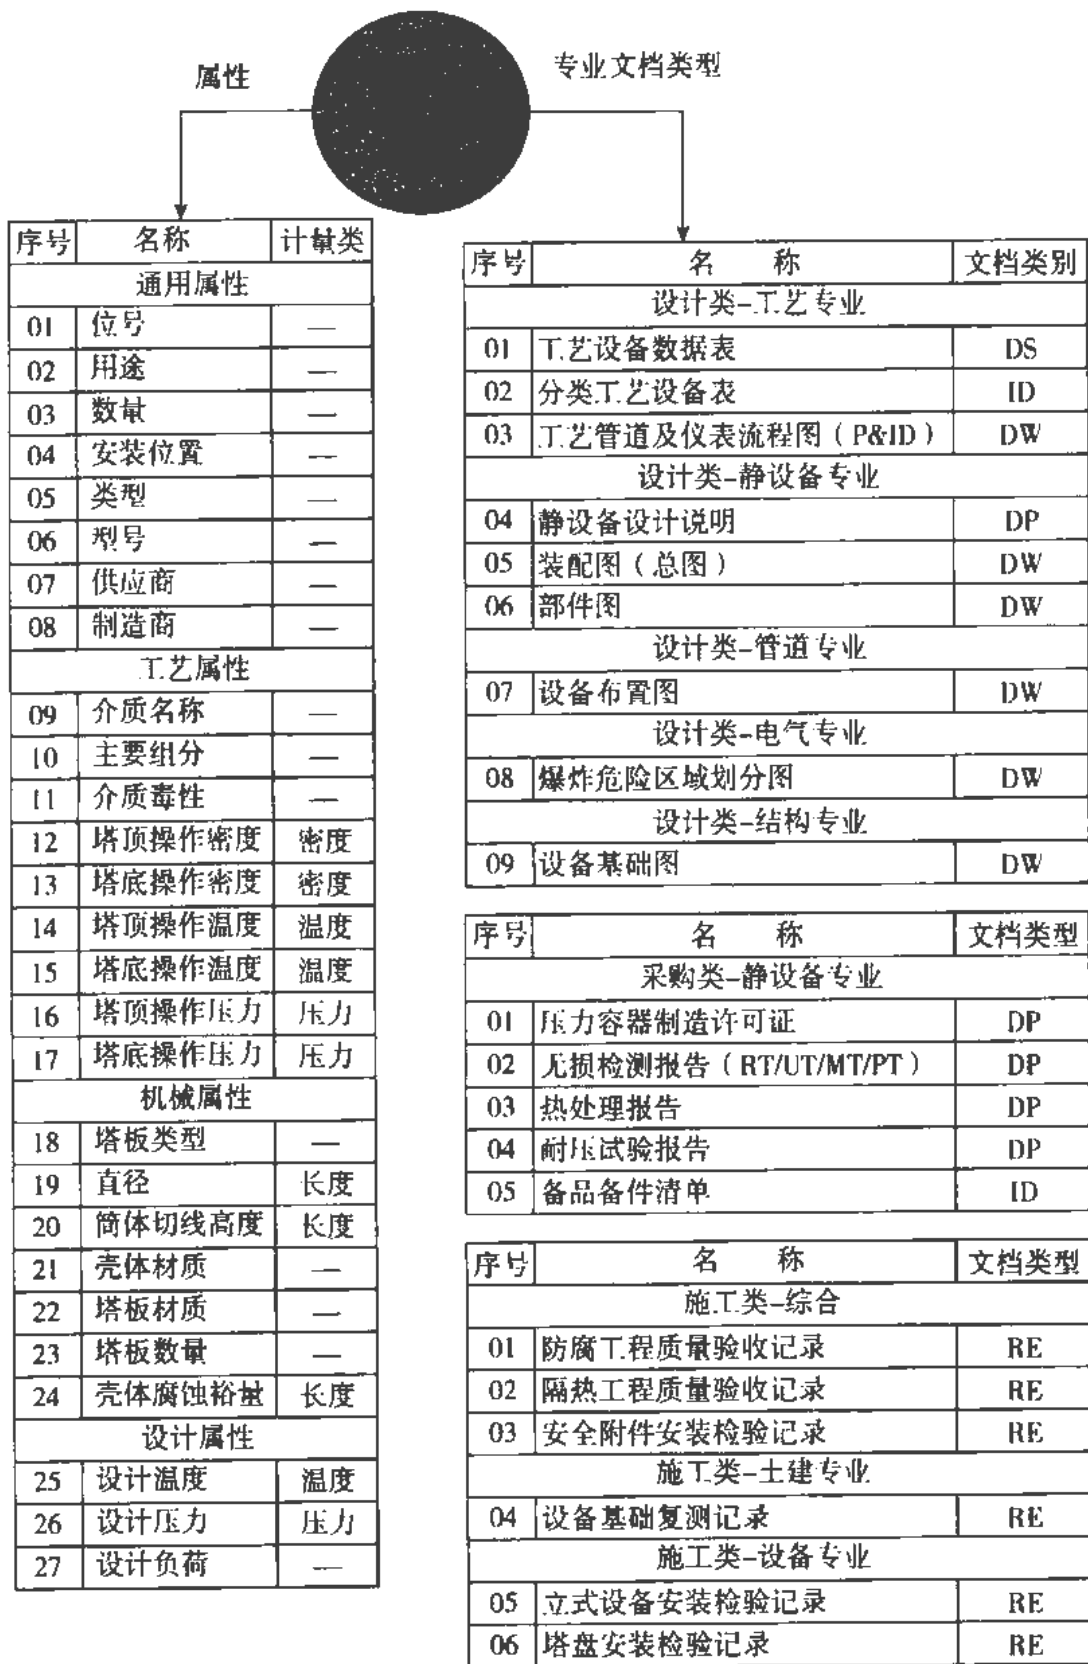 属性
专业文档类型
序号 名称 计量类
通用属性
01 位号 —
02 用途 —
03 数量 —
04 安装位置 —
05 类型 —
06 型号 —
07 供应商 —
08 制造商 —
工艺属性
09 介质名称 —
10 主要组分 —
11 介质毒性 —
12 塔顶操作密度 密度
13 塔底操作密度 密度
14 塔顶操作温度 温度
15 塔底操作温度 温度
16 塔顶操作压力 压力
17 塔底操作压力 压力
机械属性
18 塔板类型 —
19 直径 长度
20 筒体切线高度 长度
21 壳体材质 —
22 塔板材质 —
23 塔板数量 —
24 壳体腐蚀裕量 长度
设计属性
25 设计温度 温度
26 设计压力 压力
27 设计负荷 —
序号 名 称 文档类别
设计类-工艺专业
01 工艺设备数据表 DS
02 分类工艺设备表 ID
03 工艺管道及仪表流程图（P&ID） DW
设计类-静设备专业
04 静设备设计说明 DP
05 装配图（总图） DW
06 部件图 DW
设计类-管道专业
07 设备布置图 DW
设计类-电气专业
08 爆炸危险区域划分图 DW
设计类-结构专业
09 设备基础图 DW
序号 名 称 文档类型
采购类-静设备专业
01 压力容器制造许可证 DP
02 无损检测报告（RT/UT/MT/PT） DP
03 热处理报告 DP
04 耐压试验报告 DP
05 备品备件清单 ID
序号 名 称 文档类型
施工类-综合
01 防腐工程质量验收记录 RE
02 隔热工程质量验收记录 RE
03 安全附件安装检验记录 RE
施工类-土建专业
04 设备基础复测记录 RE
施工类-设备专业
05 立式设备安装检验记录 RE
06 塔盘安装检验记录 RE